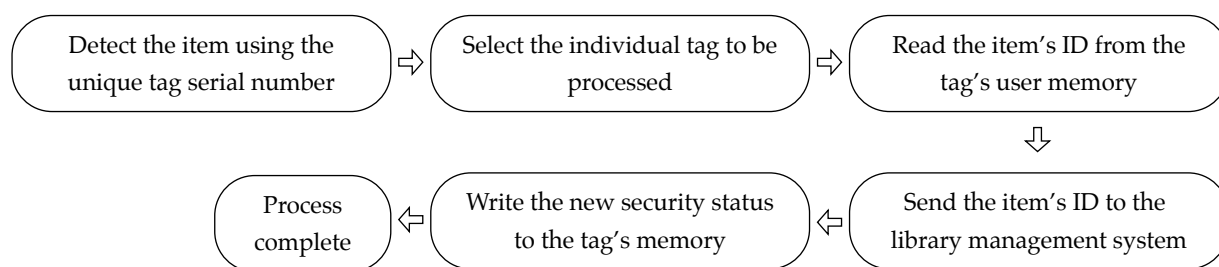 Detect the item using the
unique tag serial number
Select the individual tag to be
processed
Read the item's ID from the
tag's user memory
Send the item's ID to the
library management system
Write the new security status
to the tag's memory
Process
complete